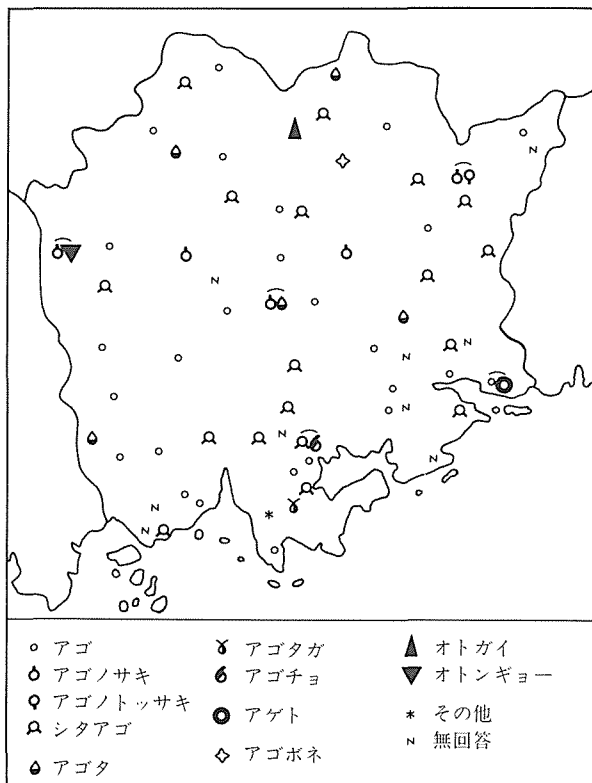 アゴ
アゴノサキ
アゴノトッサキ
シタアゴ
アゴタ
アゴタガ
アゴチョ
アゲト
アゴボネ
オトガイ
オトンギョー
* その他
N 無回答